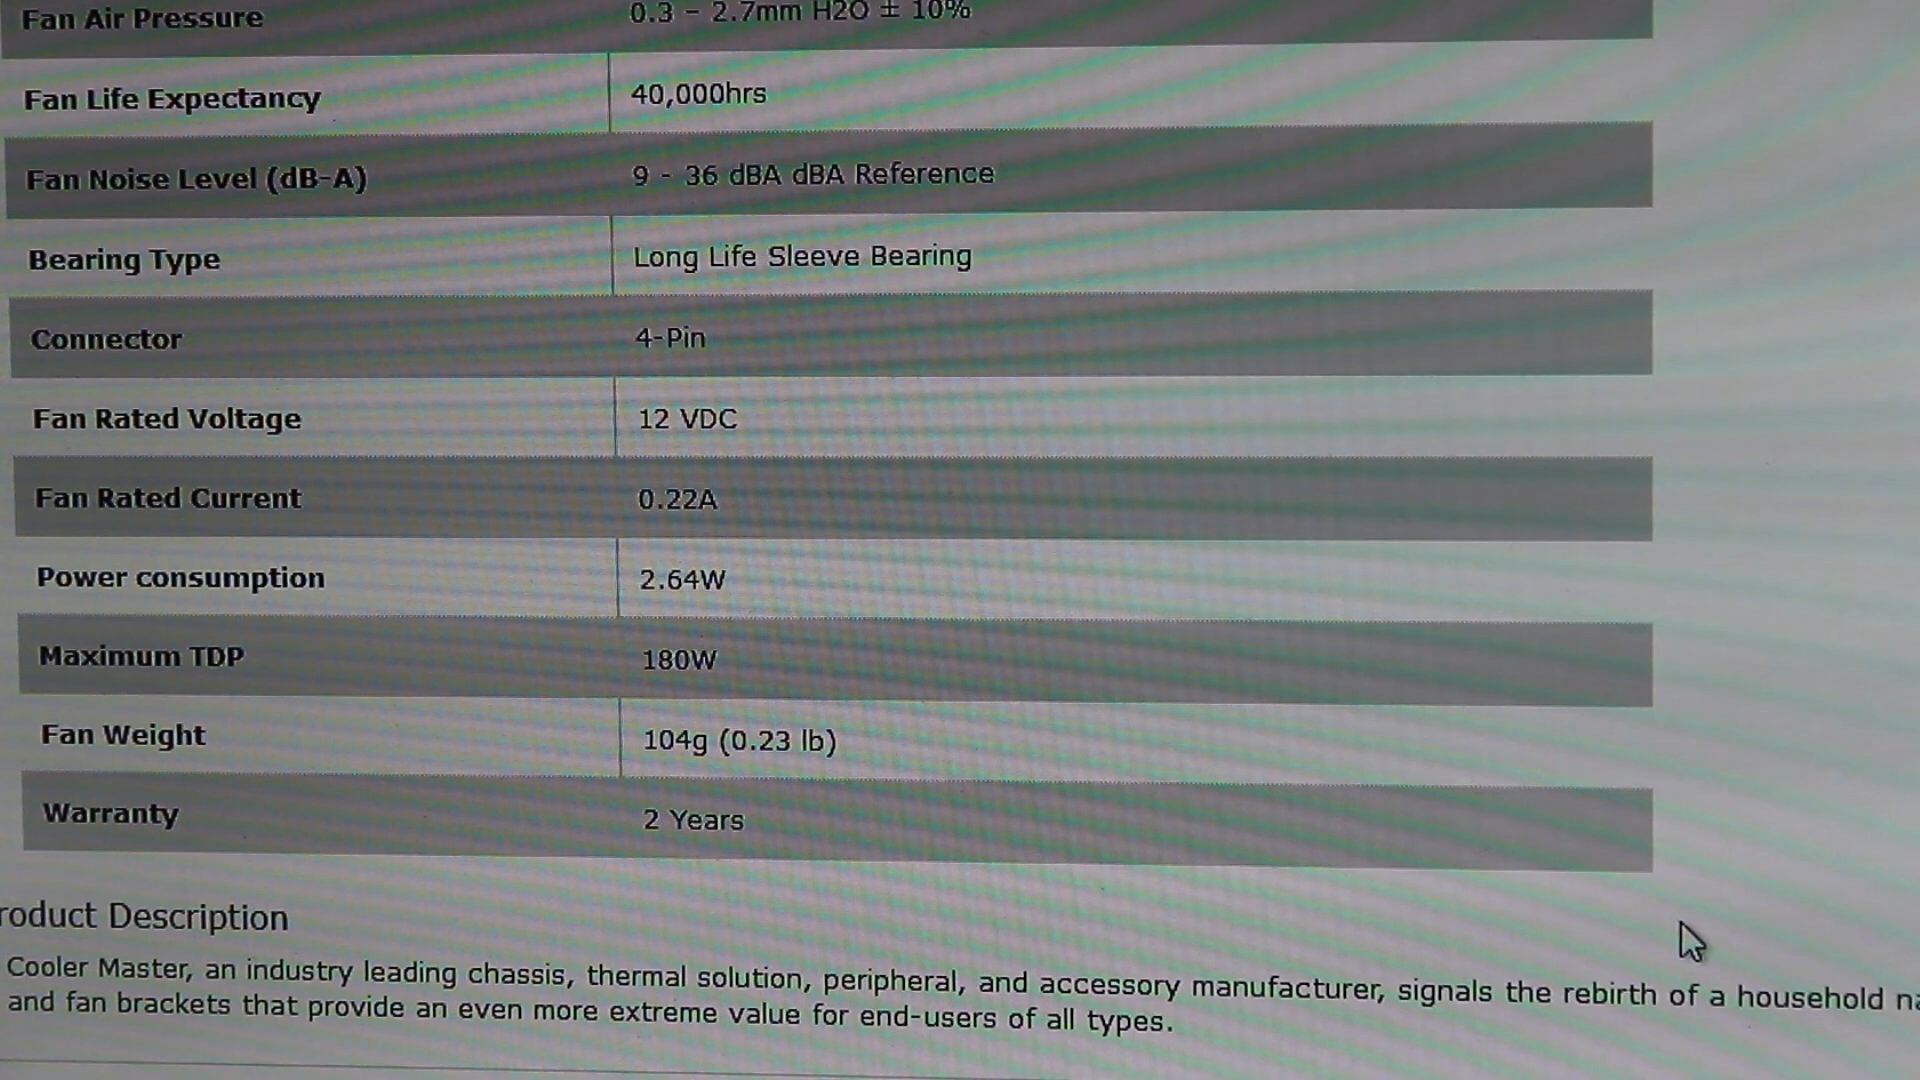 Fan Air Pressure 0.3 - 2.7mm H2O ± 10%
Fan Life Expectancy 40,000hrs
Fan Noise Level (dB-A) 9 - 36 dBA dBA Reference
Bearing Type Long Life Sleeve Bearing
Connector 4-Pin
Fan Rated Voltage 12 VDC
Fan Rated Current 0.22A
Power consumption 2.64W
Maximum TDP 180W
Fan Weight 104g (0.23 lb)
Warranty 2 Years
roduct Description
Cooler Master, an industry leading chassis, thermal solution, peripheral, and accessory manufacturer, signals the rebirth of a household
and fan brackets that provide an even more extreme value for end-users of all types.